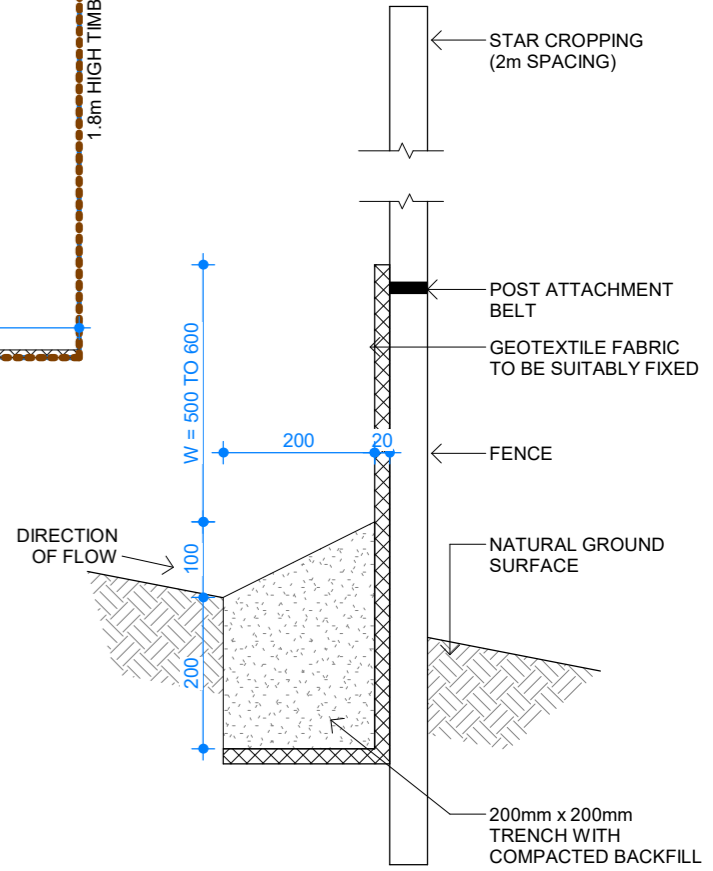 1.8m HIGH TIMB
STAR CROPPING
(2m SPACING)
POST ATTACHMENT
BELT
GEOTEXTILE FABRIC
TO BE SUITABLY FIXED
W = 500 TO 600
200
20
FENCE
DIRECTION
OF FLOW
100
NATURAL GROUND
SURFACE
200
200mm x 200mm
TRENCH WITH
COMPACTED BACKFILL